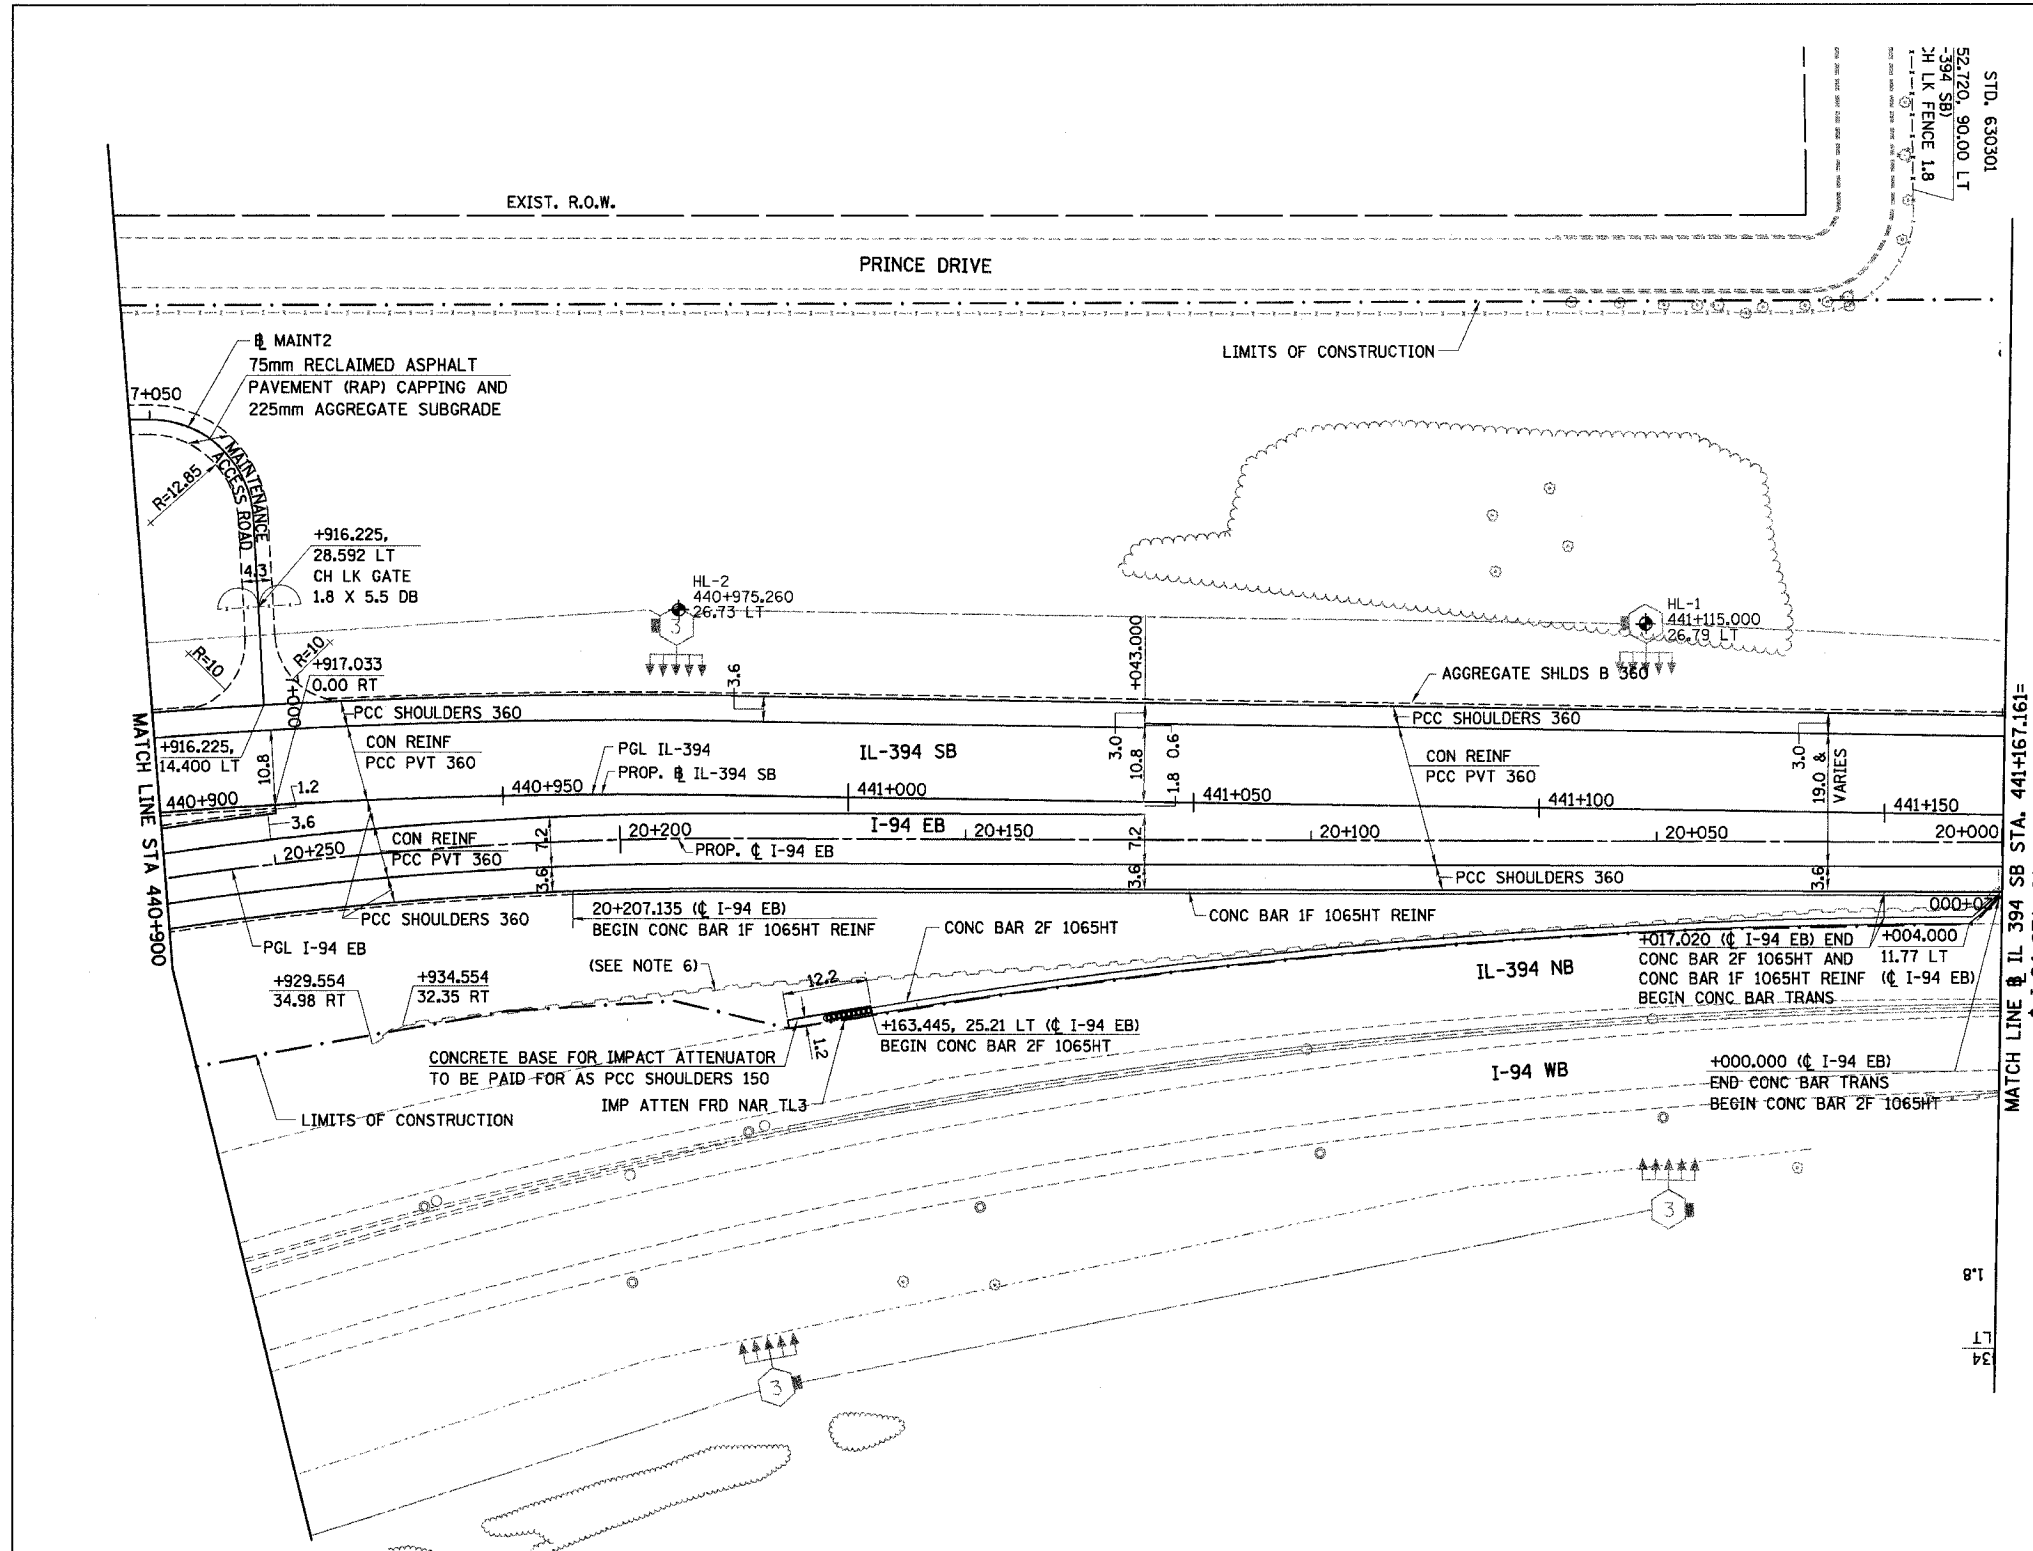 STD. 630301
52.720, 90.00 LT
-394 SB)
CH LK FENCE 1.8
EXIST. R.O.W.
PRINCE DRIVE
LIMITS OF CONSTRUCTION
B MAINT2
75mm RECLAIMED ASPHALT
PAVEMENT (RAP) CAPPING AND
225mm AGGREGATE SUBGRADE
7+050
MAINTENANCE
ACCESS ROAD
R=12.85
4.3
+916.225,
28.592 LT
CH LK GATE
1.8 X 5.5 DB
R=10
R=10
+917.033
0.00 RT
7+000
HL-2
440+975.260
26.73 LT
3
HL-1
441+115.000
26.79 LT
+043.000
3.6
AGGREGATE SHLDS B 360
PCC SHOULDERS 360
PCC SHOULDERS 360
+916.225,
14.400 LT
10.8
CON REINF
PCC PVT 360
PGL IL-394
PROP. B IL-394 SB
IL-394 SB
3.0
10.8
0.6
1.8
CON REINF
PCC PVT 360
3.0
19.0 &
VARIES
440+900
1.2
440+950
441+000
441+050
441+100
441+150
3.6
20+250
CON REINF
PCC PVT 360
7.2
20+200
PROP. ℄ I-94 EB
I-94 EB
20+150
7.2
20+100
20+050
20+000
3.6
3.6
3.6
PCC SHOULDERS 360
PCC SHOULDERS 360
PGL I-94 EB
20+207.135 (℄ I-94 EB)
BEGIN CONC BAR 1F 1065HT REINF
CONC BAR 2F 1065HT
CONC BAR 1F 1065HT REINF
20+000
+017.020 (℄ I-94 EB) END
CONC BAR 2F 1065HT AND
CONC BAR 1F 1065HT REINF
BEGIN CONC BAR TRANS
+004.000
11.77 LT
(℄ I-94 EB)
(SEE NOTE 6)
+929.554
34.98 RT
+934.554
32.35 RT
12.2
1.2
IL-394 NB
+163.445, 25.21 LT (℄ I-94 EB)
BEGIN CONC BAR 2F 1065HT
CONCRETE BASE FOR IMPACT ATTENUATOR
TO BE PAID FOR AS PCC SHOULDERS 150
IMP ATTEN FRD NAR TL3
LIMITS OF CONSTRUCTION
I-94 WB
+000.000 (℄ I-94 EB)
END CONC BAR TRANS
BEGIN CONC BAR 2F 1065HT
3
3
1.8
LT
34
MATCH LINE STA 440+900
MATCH LINE B IL 394 SB STA. 441+167.161=